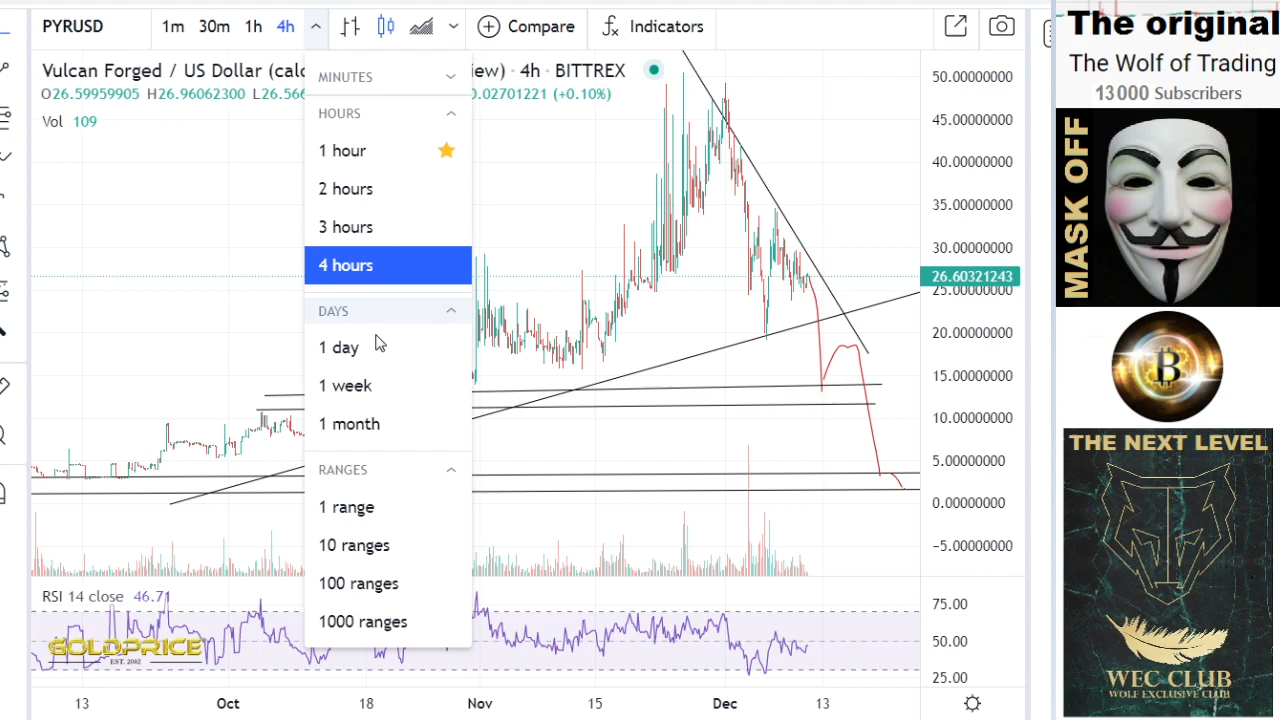 PYRUSD 1m 30m 1h 4h Compare Indicators
Vulcan Forged / US Dollar (calc
ew) · 4h · BITTREX
O26.59959905 H26.96062300 L26.566
0.02701221 (+0.10%)
Vol 109
MINUTES
HOURS
1 hour
2 hours
3 hours
4 hours
DAYS
1 day
1 week
1 month
RANGES
1 range
10 ranges
100 ranges
1000 ranges
50.00000000
45.00000000
40.00000000
35.00000000
30.00000000
26.60321243
25.00000000
20.00000000
15.00000000
10.00000000
5.00000000
0.00000000
−5.00000000
RSI 14 close 46.71
75.00
50.00
25.00
GOLDPRICE
EST. 2002
13 Oct 18 Nov 15 Dec 13
The original
The Wolf of Trading
13000 Subscribers
MASK OFF
B
THE NEXT LEVEL
WEC CLUB
WOLF EXCLUSIVE CLUB